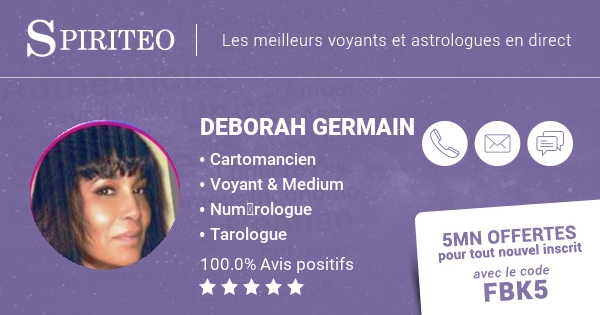 SPIRITEO
Les meilleurs voyants et astrologues en direct
DEBORAH GERMAIN
• Cartomancien
• Voyant & Medium
• Num▯rologue
• Tarologue
100.0% Avis positifs
5MN OFFERTES
pour tout nouvel inscrit
avec le code
FBK5